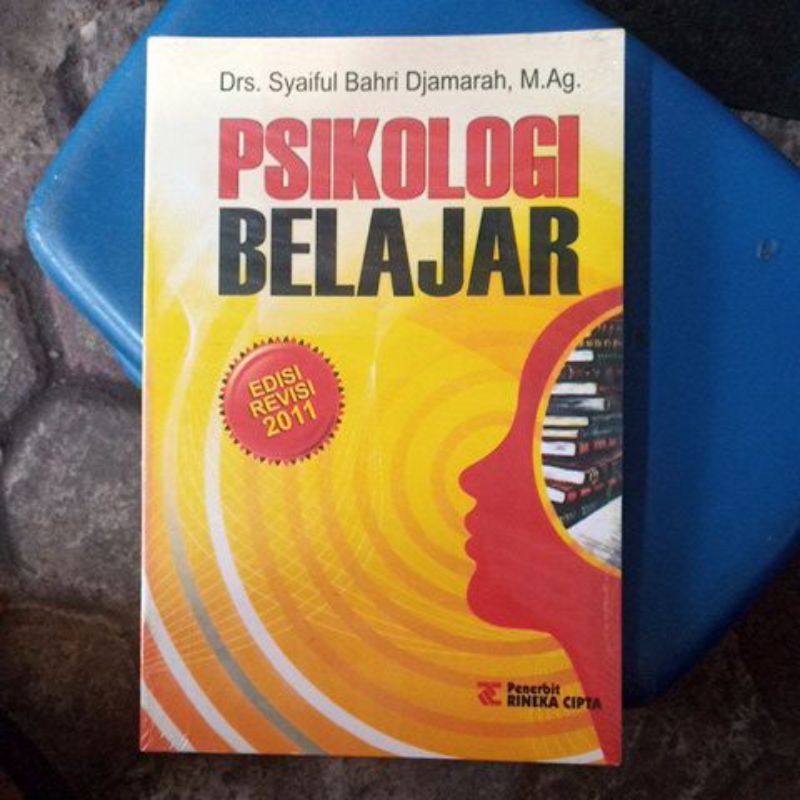 Drs. Syaiful Bahri Djamarah, M.Ag.
PSIKOLOGI
BELAJAR
EDISI
REVISI
2011
Penerbit
RINEKA CIPTA